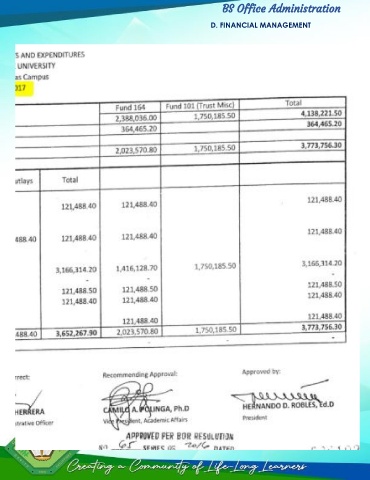 BS Office Administration
D. FINANCIAL MANAGEMENT
S AND EXPENDITURES
UNIVERSITY
as Campus
017
Fund 164 Fund 101 (Trust Misc) Total
2,388,036.00 1,750,185.50 4,138,221.50
364,465.20 364,465.20
2,023,570.80 1,750,185.50 3,773,756.30
utlays Total
121,488.40 121,488.40 121,488.40
488.40 121,488.40 121,488.40 121,488.40
3,166,314.20 1,416,128.70 1,750,185.50 3,166,314.20
- - -
121,488.50 121,488.50 121,488.50
121,488.40 121,488.40 121,488.40
121,488.40 121,488.40
488.40 3,652,267.90 2,023,570.80 1,750,185.50 3,773,756.30
- - - -
rrect: Recommending Approval: Approved by:
HERRERA CAMILO A. POLINGA, Ph.D HERNANDO D. ROBLES, Ed.D
strative Officer Vice President, Academic Affairs President
APPROVED PER BOR RESOLUTION
NO. 65 SERIES OF 2016 DATED
Creating a Community of Life-Long Learners